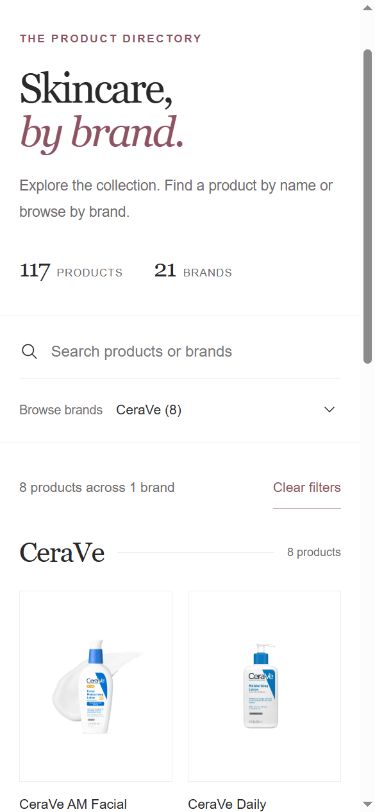 THE PRODUCT DIRECTORY
Skincare,
by brand.
Explore the collection. Find a product by name or
browse by brand.
117 PRODUCTS 21 BRANDS
Search products or brands
Browse brands CeraVe (8)
8 products across 1 brand Clear filters
CeraVe 8 products
CeraVe
CeraVe
CeraVe AM Facial
CeraVe Daily